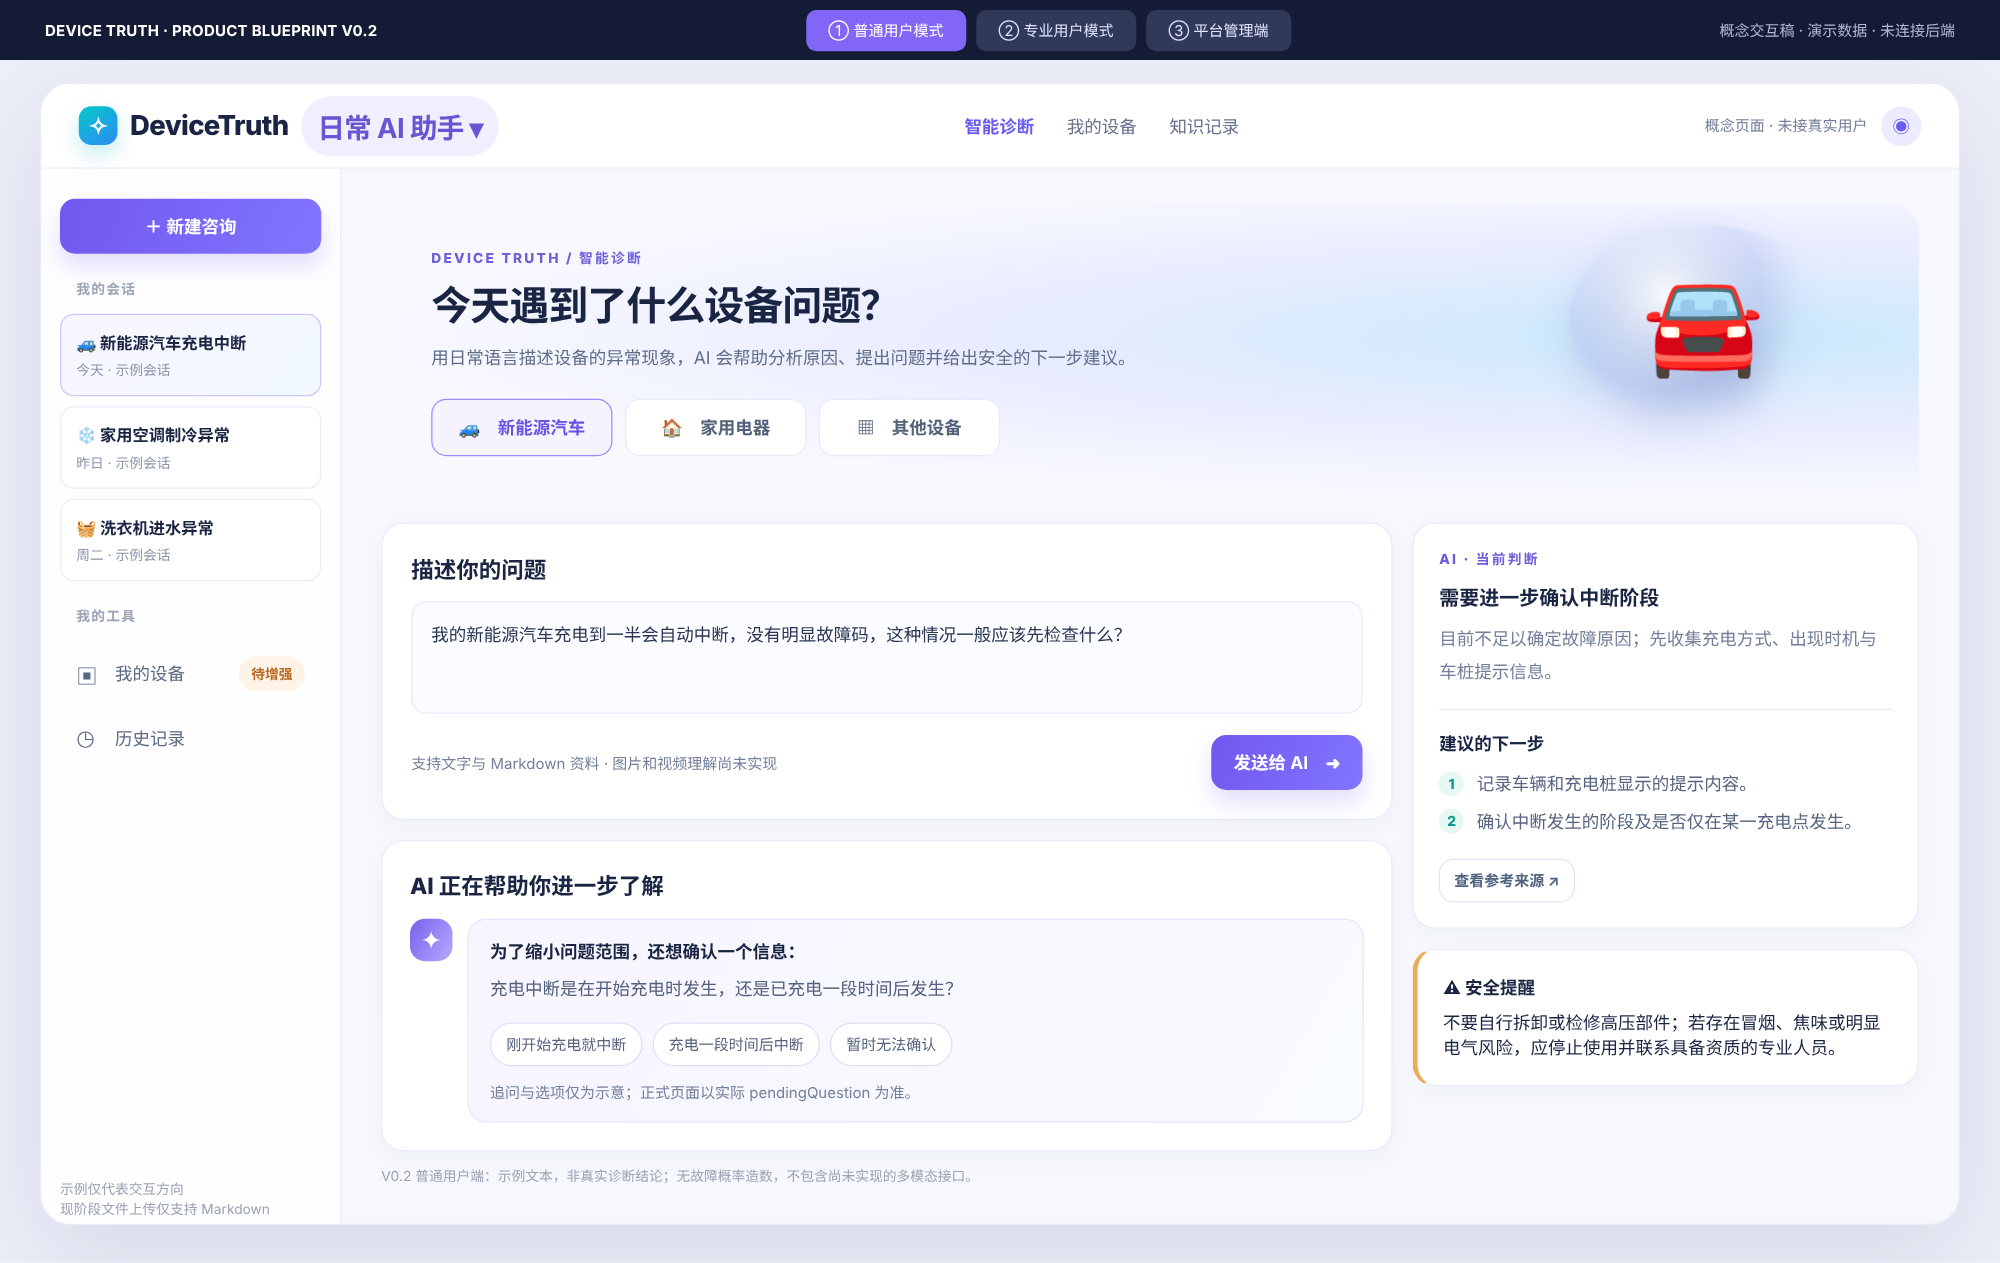 DEVICE TRUTH · PRODUCT BLUEPRINT V0.2
① 普通用户模式
② 专业用户模式
③ 平台管理端
概念交互稿 · 演示数据 · 未连接后端
DeviceTruth
日常 AI 助手 ▾
智能诊断
我的设备
知识记录
概念页面 · 未接真实用户
＋ 新建咨询
我的会话
🚙 新能源汽车充电中断
今天 · 示例会话
❄️ 家用空调制冷异常
昨日 · 示例会话
🧺 洗衣机进水异常
周二 · 示例会话
我的工具
▣ 我的设备
待增强
◷ 历史记录
示例仅代表交互方向
现阶段文件上传仅支持 Markdown
DEVICE TRUTH / 智能诊断
今天遇到了什么设备问题？
用日常语言描述设备的异常现象，AI 会帮助分析原因、提出问题并给出安全的下一步建议。
🚙 新能源汽车
🏠 家用电器
▦ 其他设备
描述你的问题
我的新能源汽车充电到一半会自动中断，没有明显故障码，这种情况一般应该先检查什么？
支持文字与 Markdown 资料 · 图片和视频理解尚未实现
发送给 AI ➜
AI 正在帮助你进一步了解
为了缩小问题范围，还想确认一个信息：
充电中断是在开始充电时发生，还是已充电一段时间后发生？
刚开始充电就中断
充电一段时间后中断
暂时无法确认
追问与选项仅为示意；正式页面以实际 pendingQuestion 为准。
V0.2 普通用户端：示例文本，非真实诊断结论；无故障概率造数，不包含尚未实现的多模态接口。
AI · 当前判断
需要进一步确认中断阶段
目前不足以确定故障原因；先收集充电方式、出现时机与
车桩提示信息。
建议的下一步
1 记录车辆和充电桩显示的提示内容。
2 确认中断发生的阶段及是否仅在某一充电点发生。
查看参考来源 ↗
⚠ 安全提醒
不要自行拆卸或检修高压部件；若存在冒烟、焦味或明显
电气风险，应停止使用并联系具备资质的专业人员。